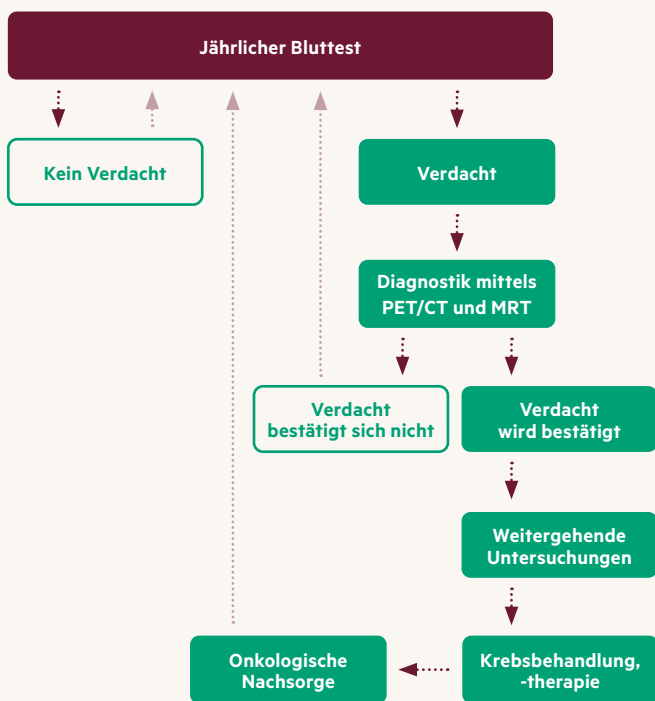 Jährlicher Bluttest
Kein Verdacht
Verdacht
Diagnostik mittels
PET/CT und MRT
Verdacht
bestätigt sich nicht
Verdacht
wird bestätigt
Weitergehende
Untersuchungen
Onkologische
Nachsorge
Krebsbehandlung,
-therapie